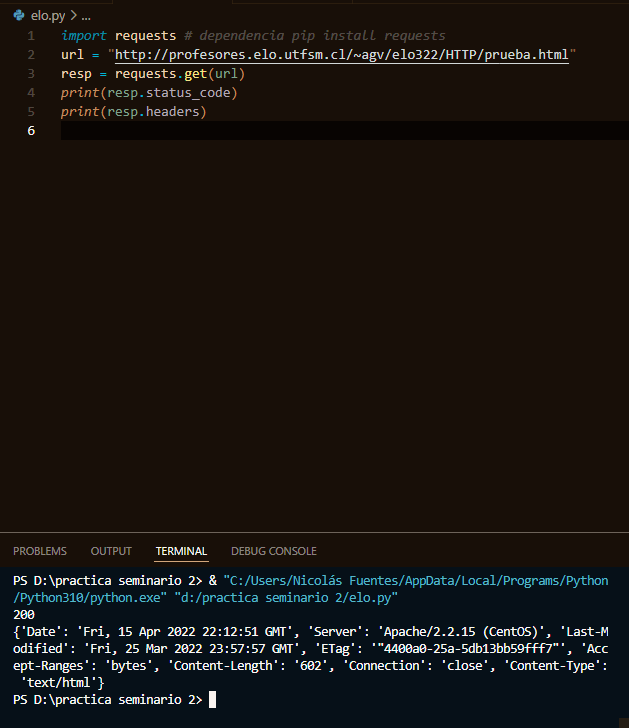 elo.py > ...
1 import requests # dependencia pip install requests
2 url = "http://profesores.elo.utfsm.cl/~agv/elo322/HTTP/prueba.html"
3 resp = requests.get(url)
4 print(resp.status_code)
5 print(resp.headers)
6
PROBLEMS OUTPUT TERMINAL DEBUG CONSOLE
PS D:\practica seminario 2> & "C:/Users/Nicolás Fuentes/AppData/Local/Programs/Python
/Python310/python.exe" "d:/practica seminario 2/elo.py"
200
{'Date': 'Fri, 15 Apr 2022 22:12:51 GMT', 'Server': 'Apache/2.2.15 (CentOS)', 'Last-M
odified': 'Fri, 25 Mar 2022 23:57:57 GMT', 'ETag': '"4400a0-25a-5db13bb59fff7"', 'Acc
ept-Ranges': 'bytes', 'Content-Length': '602', 'Connection': 'close', 'Content-Type':
 'text/html'}
PS D:\practica seminario 2>